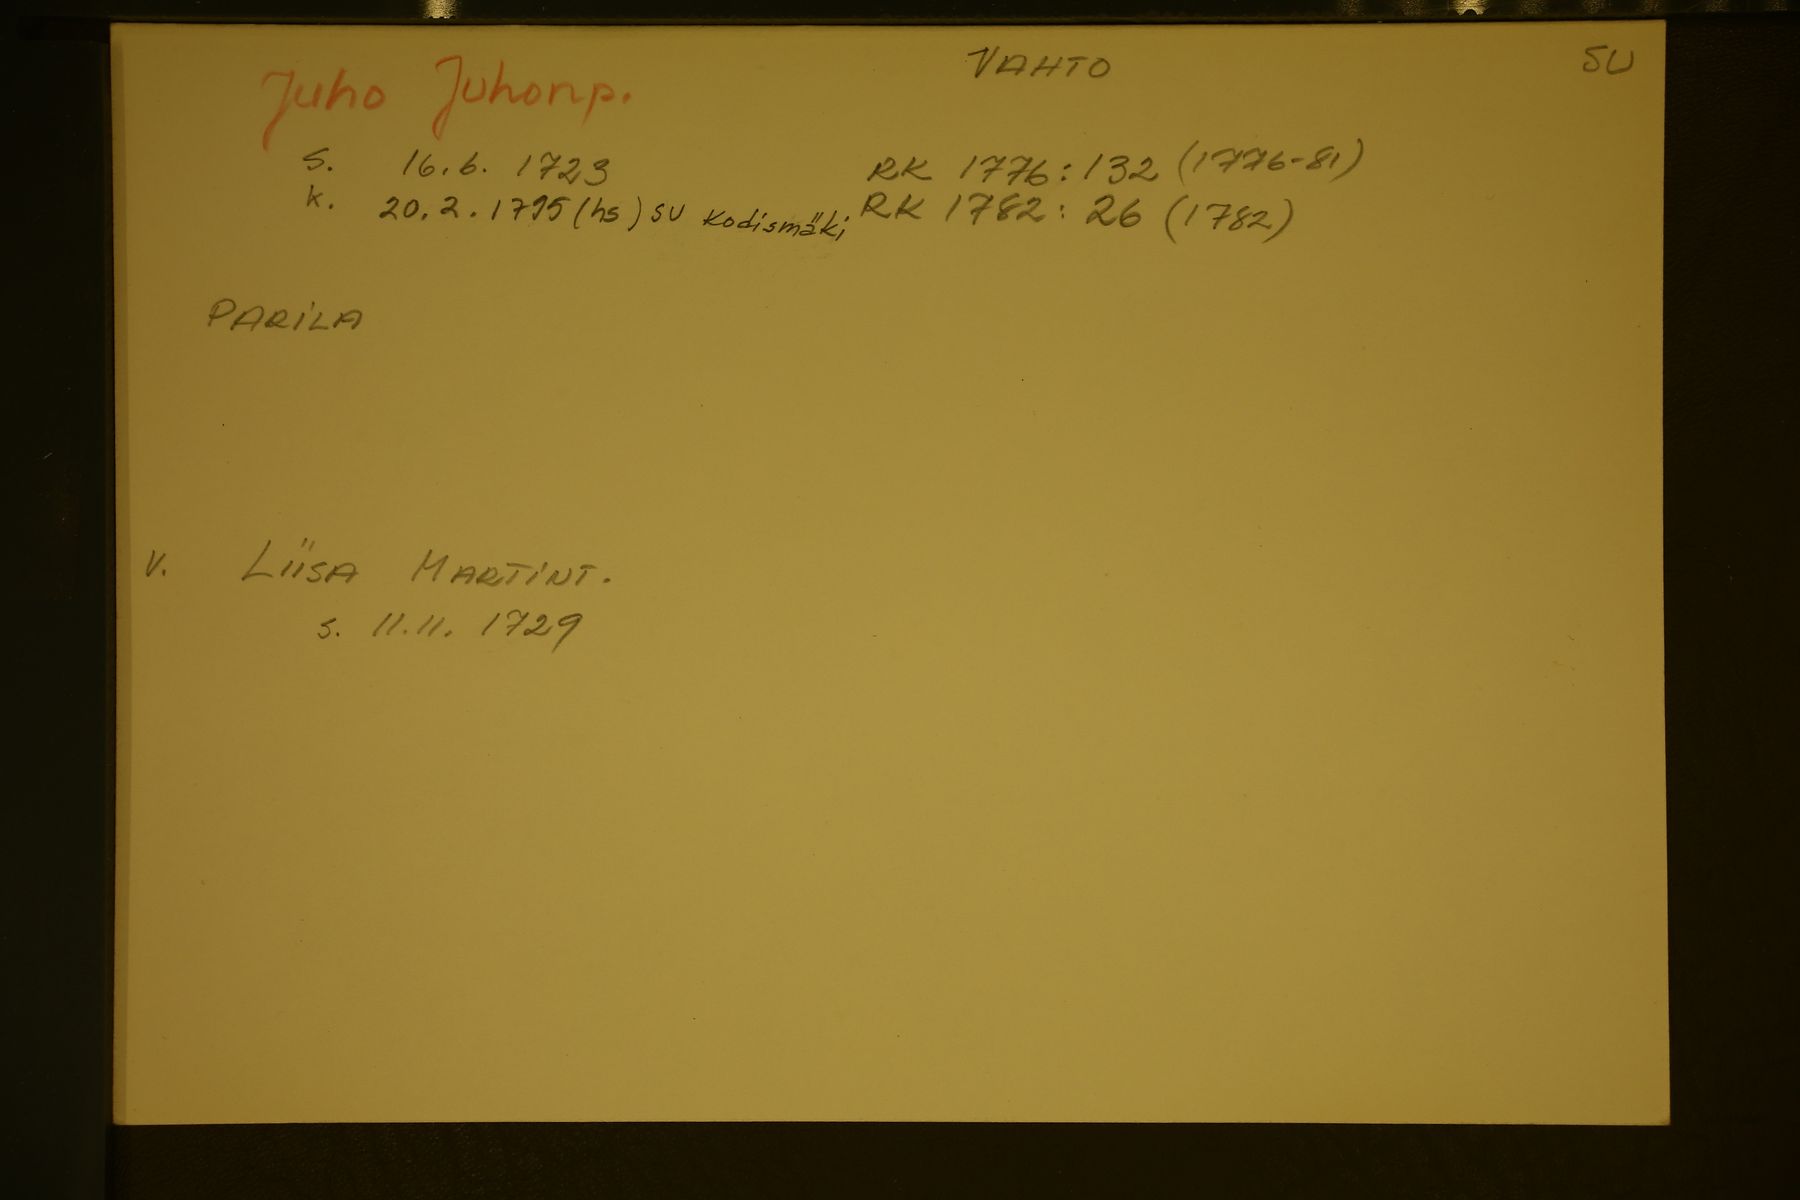 VAHTO SU
Juho Juhonp.
s. 16.6. 1723 RK 1776:132 (1776-81)
k. 20.2.1795 (hs) SU Kodismäki RK 1782: 26 (1782)
PARILA
V. LIISA MARTINT.
s. 11.11. 1729